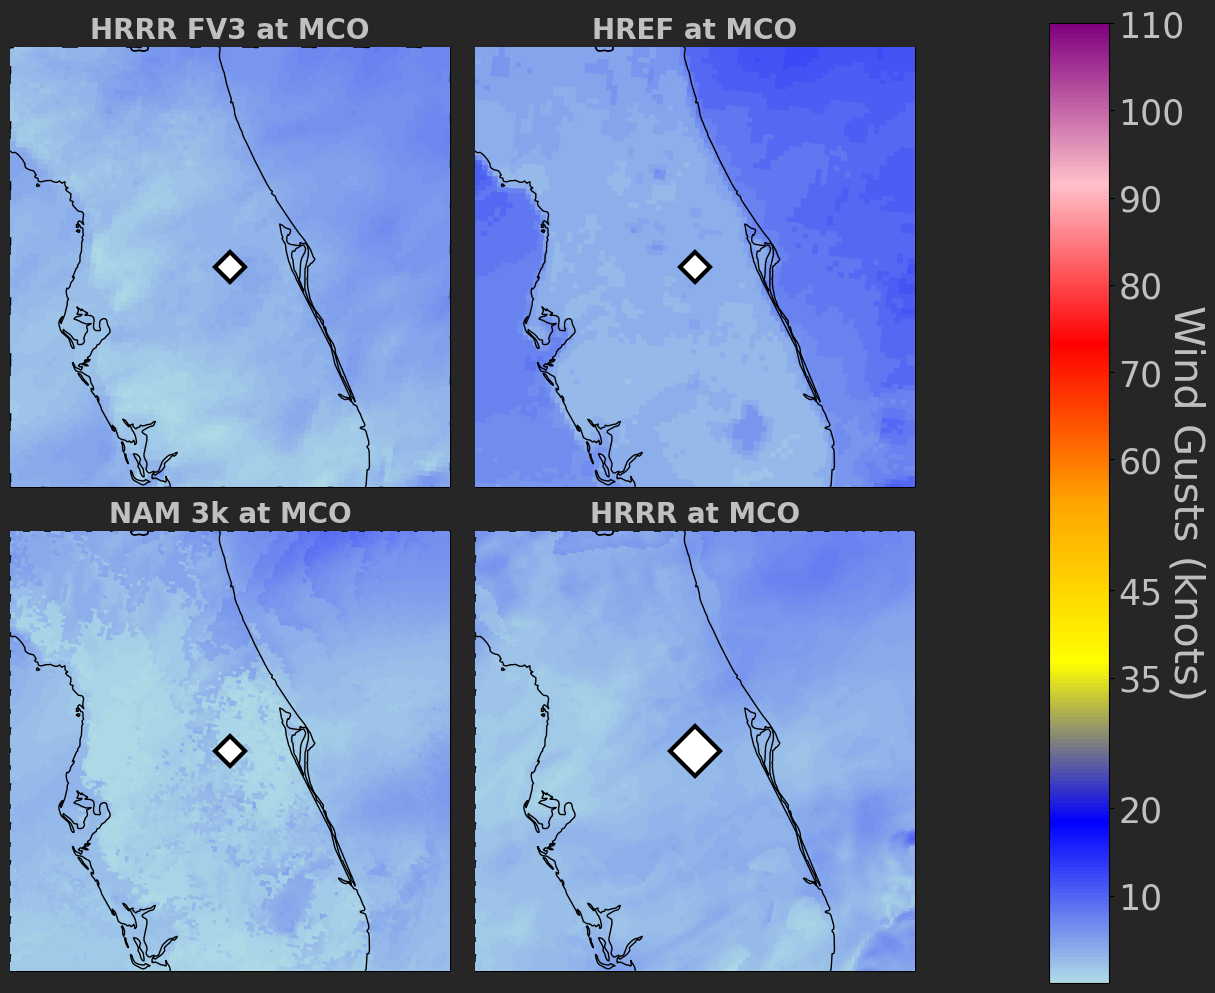 HRRR FV3 at MCO
HREF at MCO
NAM 3k at MCO
HRRR at MCO
110
100
90
80
70
60
45
35
20
10
Wind Gusts (knots)